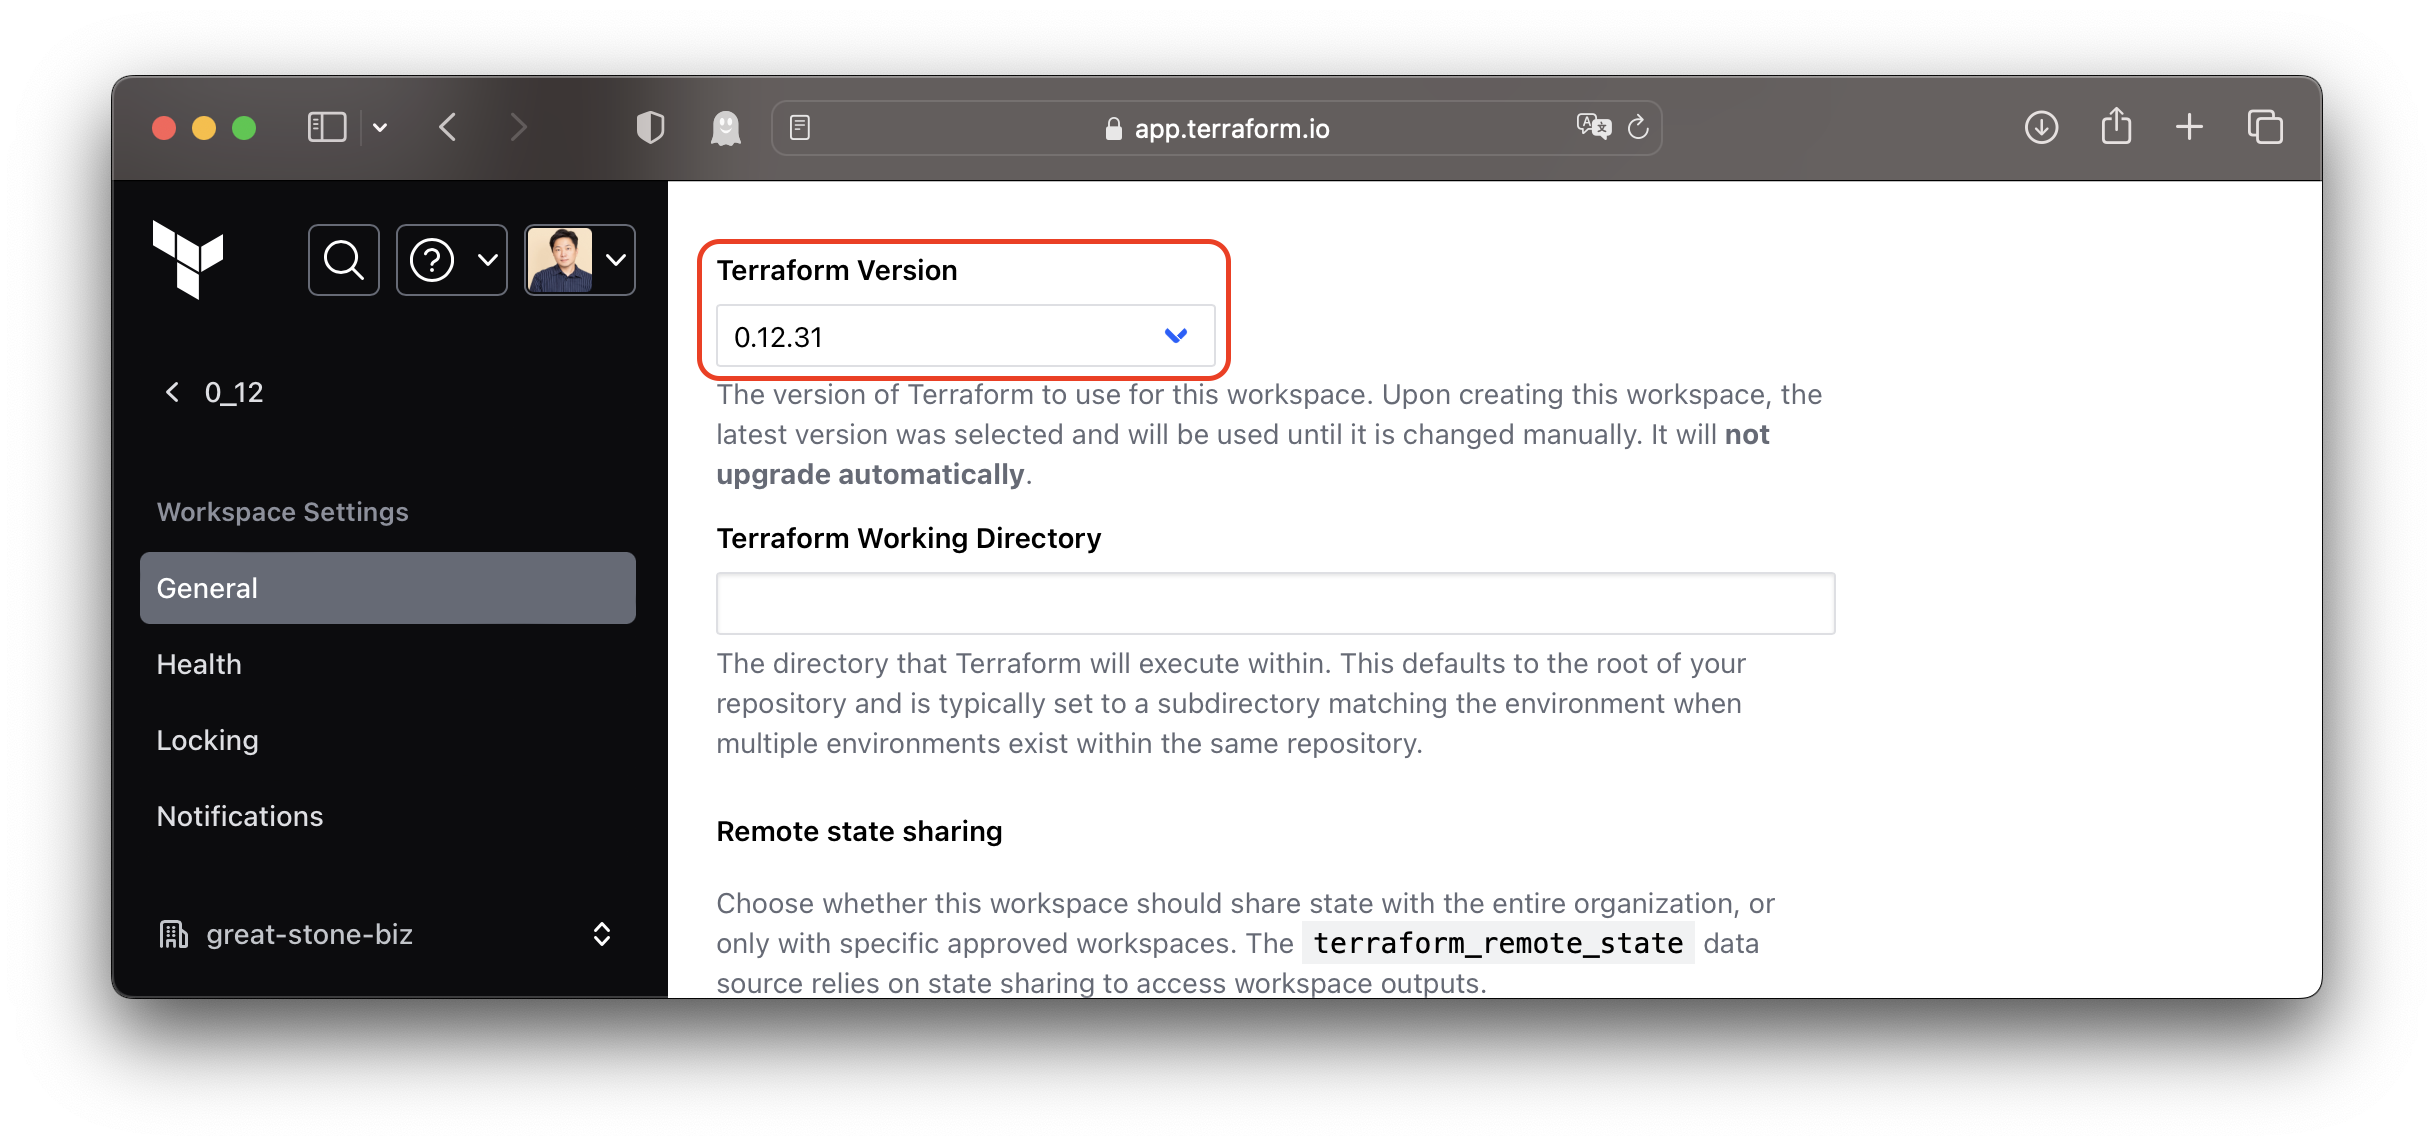 app.terraform.io
0_12
Workspace Settings
General
Health
Locking
Notifications
great-stone-biz
Terraform Version
0.12.31
The version of Terraform to use for this workspace. Upon creating this workspace, the
latest version was selected and will be used until it is changed manually. It will not
upgrade automatically.
Terraform Working Directory
The directory that Terraform will execute within. This defaults to the root of your
repository and is typically set to a subdirectory matching the environment when
multiple environments exist within the same repository.
Remote state sharing
Choose whether this workspace should share state with the entire organization, or
only with specific approved workspaces. The terraform_remote_state data
source relies on state sharing to access workspace outputs.